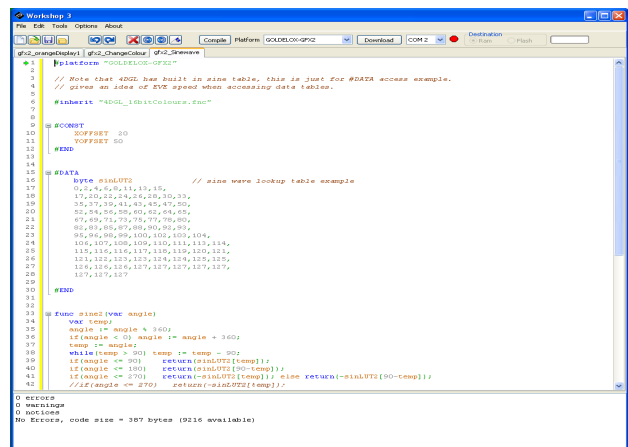 Workshop 3
File Edit Tools Options About
Compile Platform GOLDELOX-GFX2 Download COM 2 Destination Ram Flash
gfx2_orangeDisplay1 gfx2_ChangeColour gfx2_Sinewave
1 #platform "GOLDELOX-GFX2"
2
3 // Note that 4DGL has built in sine table, this is just for #DATA access example.
4 // gives an idea of EVE speed when accessing data tables.
5
6 #inherit "4DGL_16bitColours.fnc"
7
8
9 #CONST
10 XOFFSET 20
11 YOFFSET 50
12 #END
13
14
15 #DATA
16 byte sinLUT2 // sine wave lookup table example
17 0,2,4,6,9,11,13,15,
18 17,20,22,24,26,28,30,33,
19 35,37,39,41,43,45,47,50,
20 52,54,56,58,60,62,64,65,
21 67,69,71,73,75,77,78,80,
22 82,83,85,87,88,90,92,93,
23 95,96,98,99,100,102,103,104,
24 106,107,108,109,110,111,113,114,
25 115,116,116,117,118,119,120,121,
26 121,122,123,123,124,124,125,125,
27 126,126,126,127,127,127,127,127,
28 127,127,127
29
30 #END
31
32
33 func sine2(var angle)
34 var temp;
35 angle := angle % 360;
36 if(angle < 0) angle := angle + 360;
37 temp := angle;
38 while(temp > 90) temp := temp - 90;
39 if(angle <= 90) return(sinLUT2[temp]);
40 if(angle <= 180) return(sinLUT2[90-temp]);
41 if(angle <= 270) return(-sinLUT2[temp]); else return(-sinLUT2[90-temp]);
42 //if(angle <= 270) return(-sinLUT2[temp]);
0 errors
0 warnings
0 notices
No Errors, code size = 387 bytes (9216 available)